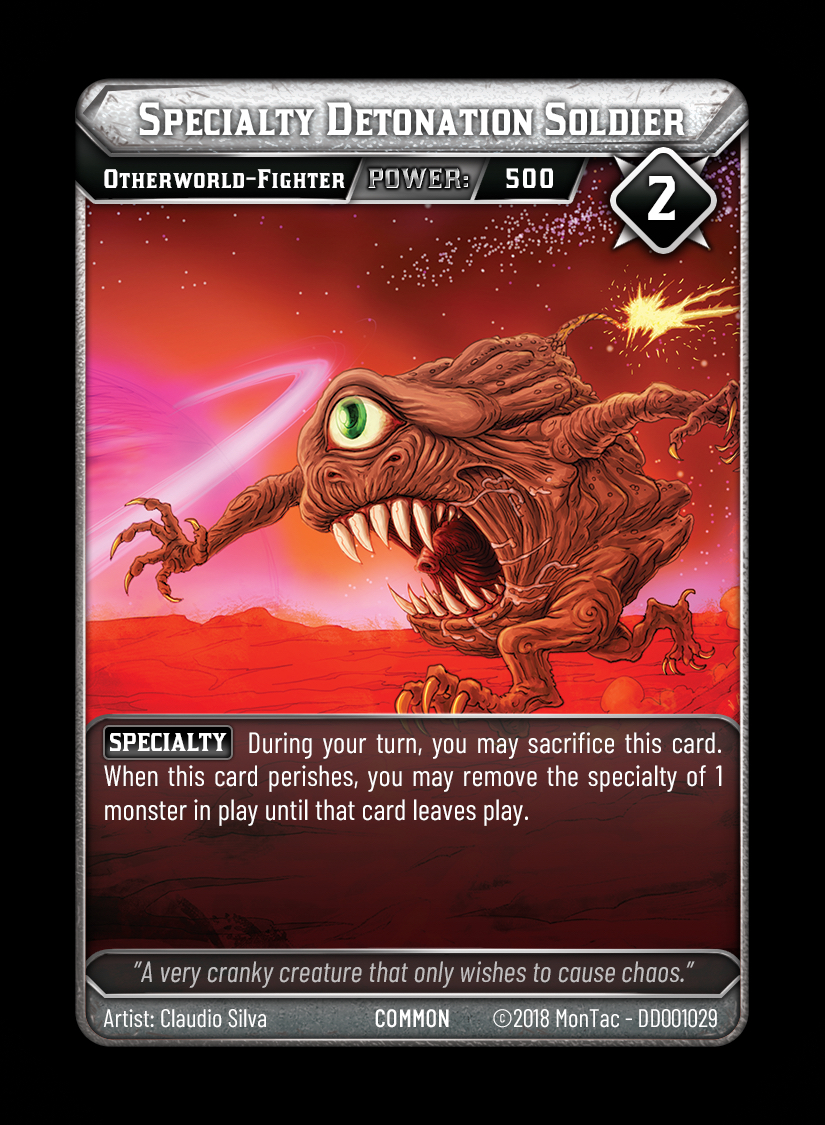 Specialty Detonation Soldier
Otherworld-Fighter POWER: 500
2
SPECIALTY During your turn, you may sacrifice this card.
When this card perishes, you may remove the specialty of 1
monster in play until that card leaves play.
"A very cranky creature that only wishes to cause chaos."
Artist: Claudio Silva COMMON ©2018 MonTac - DD001029